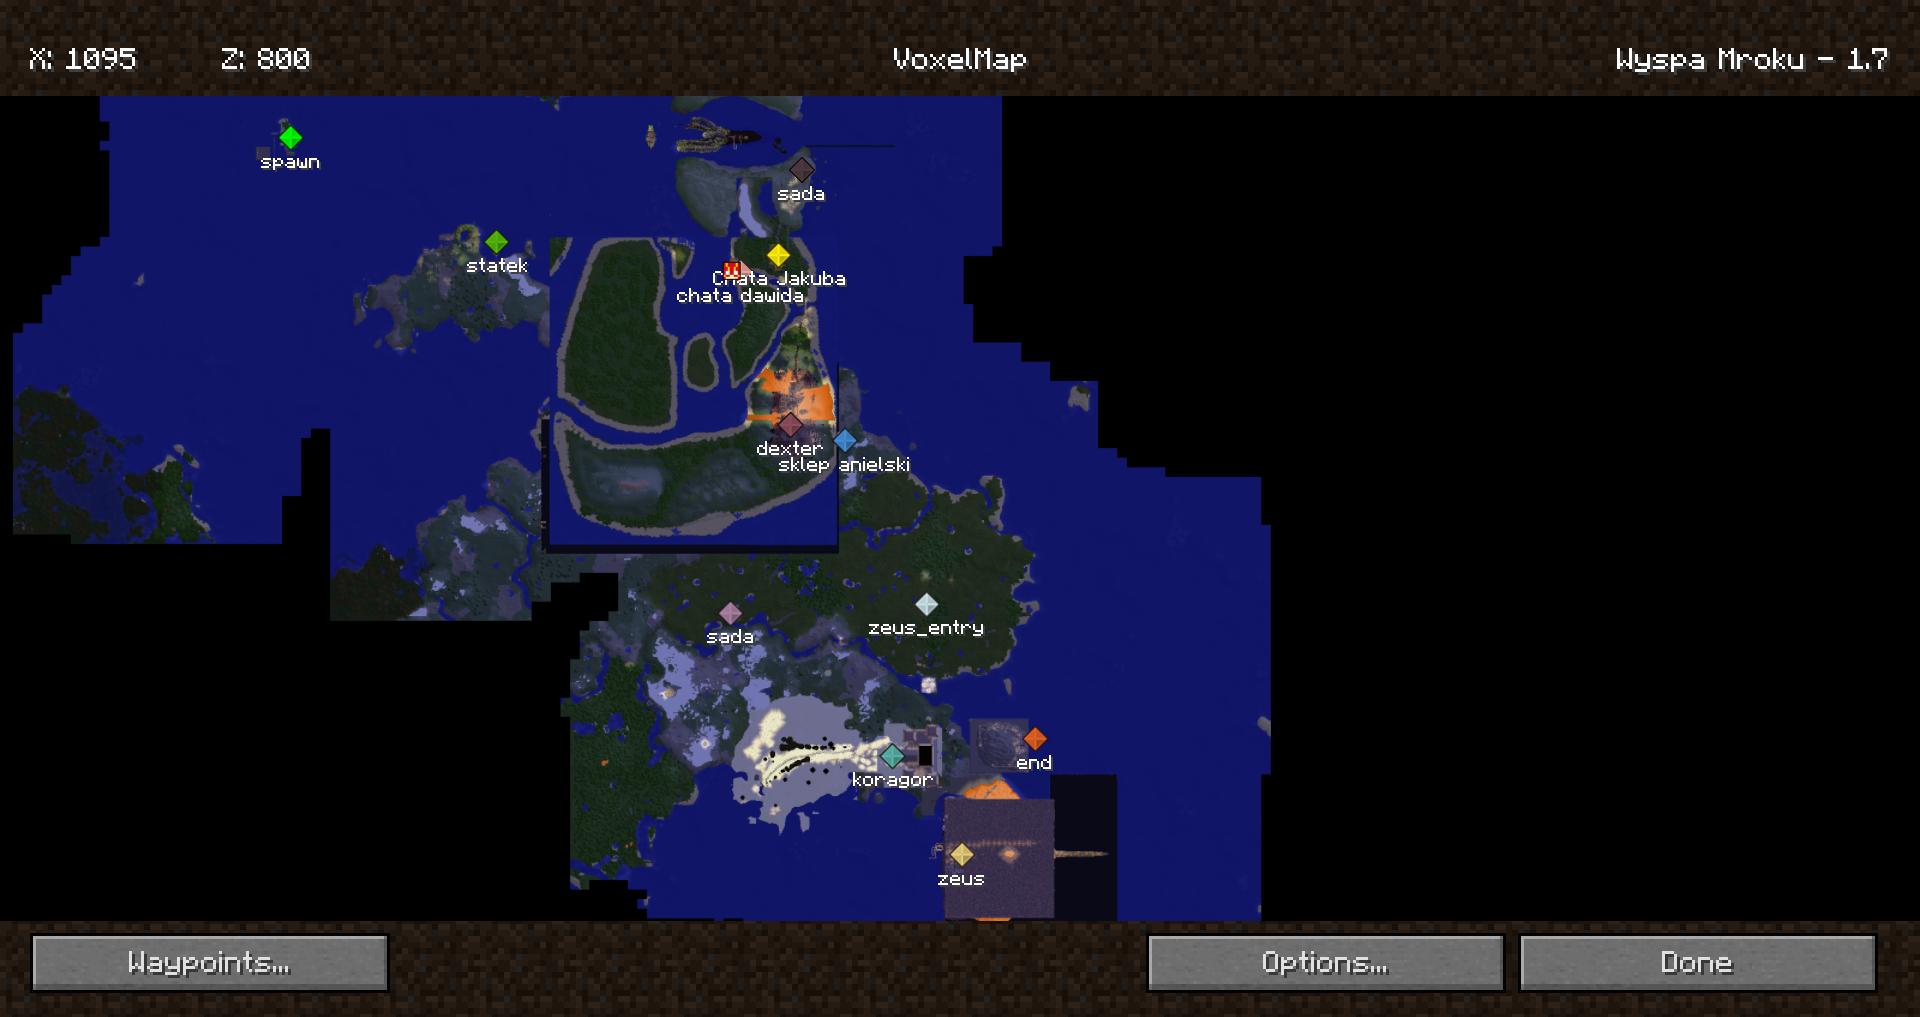 X: 1095 Z: 800
VoxelMap
Wyspa Mroku - 1.7
spawn
sada
statek
Chata Jakuba
chata dawida
dexter
sklep anielski
sada
zeus_entry
end
koragor
zeus
Waypoints...
Options...
Done